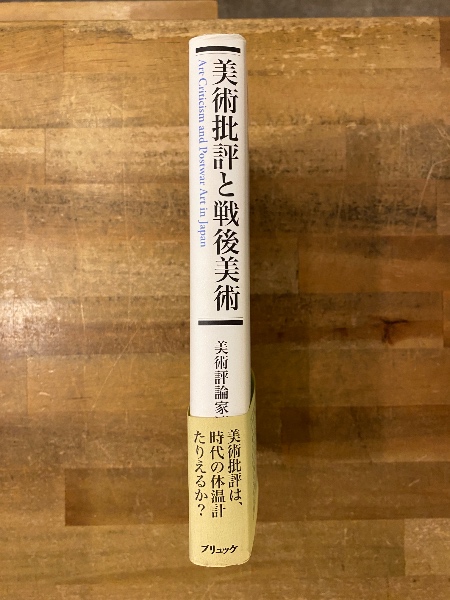 美術批評と戦後美術
Art Criticism and Postwar Art in Japan
美術評論家
美術批評は、
時代の体温計
たりえるか?
ブリュッケ